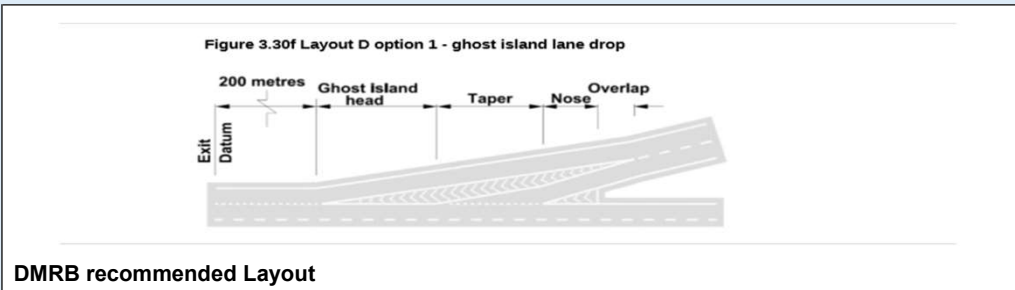 Figure 3.30f Layout D option 1 - ghost island lane drop
200 metres
Ghost Island
head
Taper
Nose
Overlap
Exit
Datum
DMRB recommended Layout